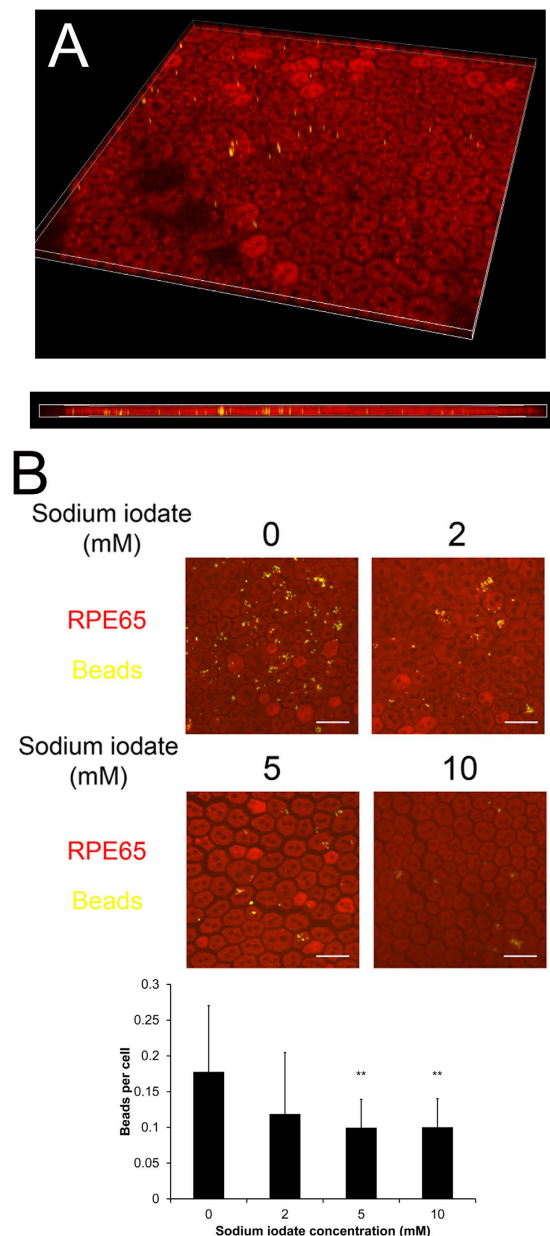 A
B
Sodium iodate
(mM)
0
2
RPE65
Beads
Sodium iodate
(mM)
5
10
RPE65
Beads
0.3
0.25
0.2
0.15
0.1
0.05
0
Beads per cell
** **
0 2 5 10
Sodium iodate concentration (mM)